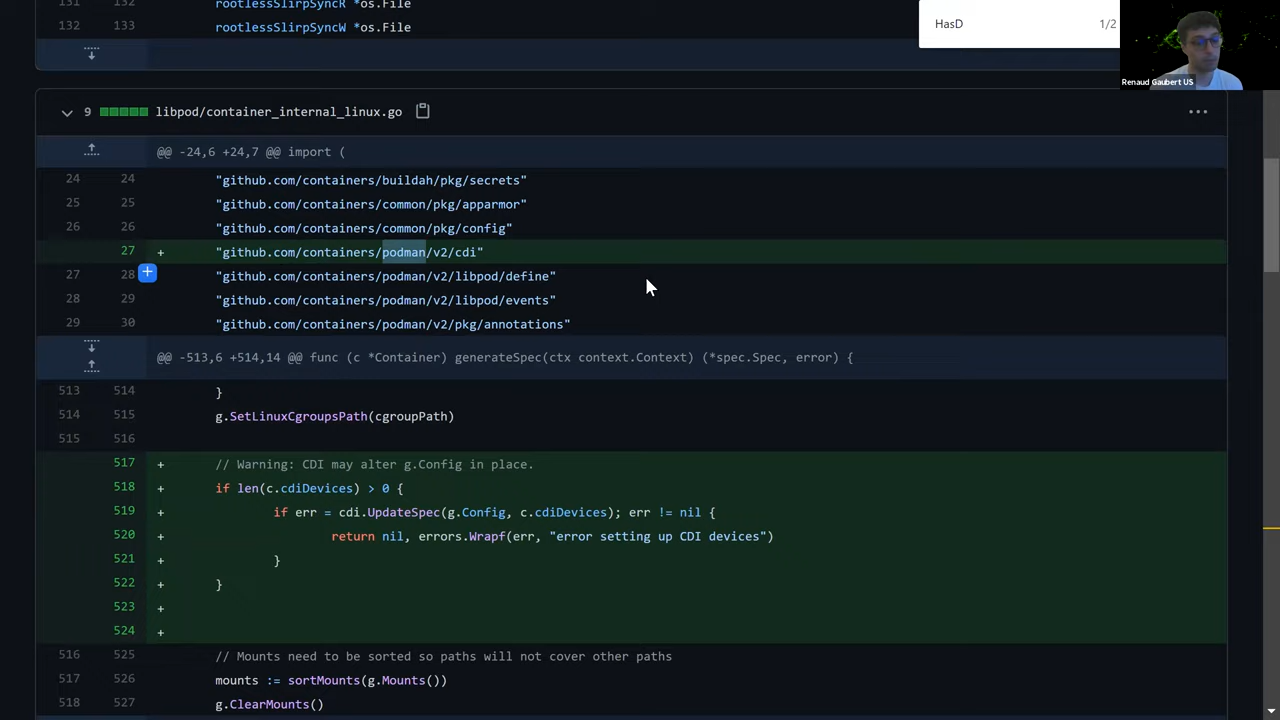 132 rootlessSlirpSyncR *os.File
132 133 rootlessSlirpSyncW *os.File
HasD 1/2
Renaud Gaubert US
9 libpod/container_internal_linux.go
@@ -24,6 +24,7 @@ import (
24 24 "github.com/containers/buildah/pkg/secrets"
25 25 "github.com/containers/common/pkg/apparmor"
26 26 "github.com/containers/common/pkg/config"
27 + "github.com/containers/podman/v2/cdi"
27 28 "github.com/containers/podman/v2/libpod/define"
28 29 "github.com/containers/podman/v2/libpod/events"
29 30 "github.com/containers/podman/v2/pkg/annotations"
@@ -513,6 +514,14 @@ func (c *Container) generateSpec(ctx context.Context) (*spec.Spec, error) {
513 514 }
514 515 g.SetLinuxCgroupsPath(cgroupPath)
515 516
517 + // Warning: CDI may alter g.Config in place.
518 + if len(c.cdiDevices) > 0 {
519 + if err = cdi.UpdateSpec(g.Config, c.cdiDevices); err != nil {
520 + return nil, errors.Wrapf(err, "error setting up CDI devices")
521 + }
522 + }
523 +
524 +
516 525 // Mounts need to be sorted so paths will not cover other paths
517 526 mounts := sortMounts(g.Mounts())
518 527 g.ClearMounts()